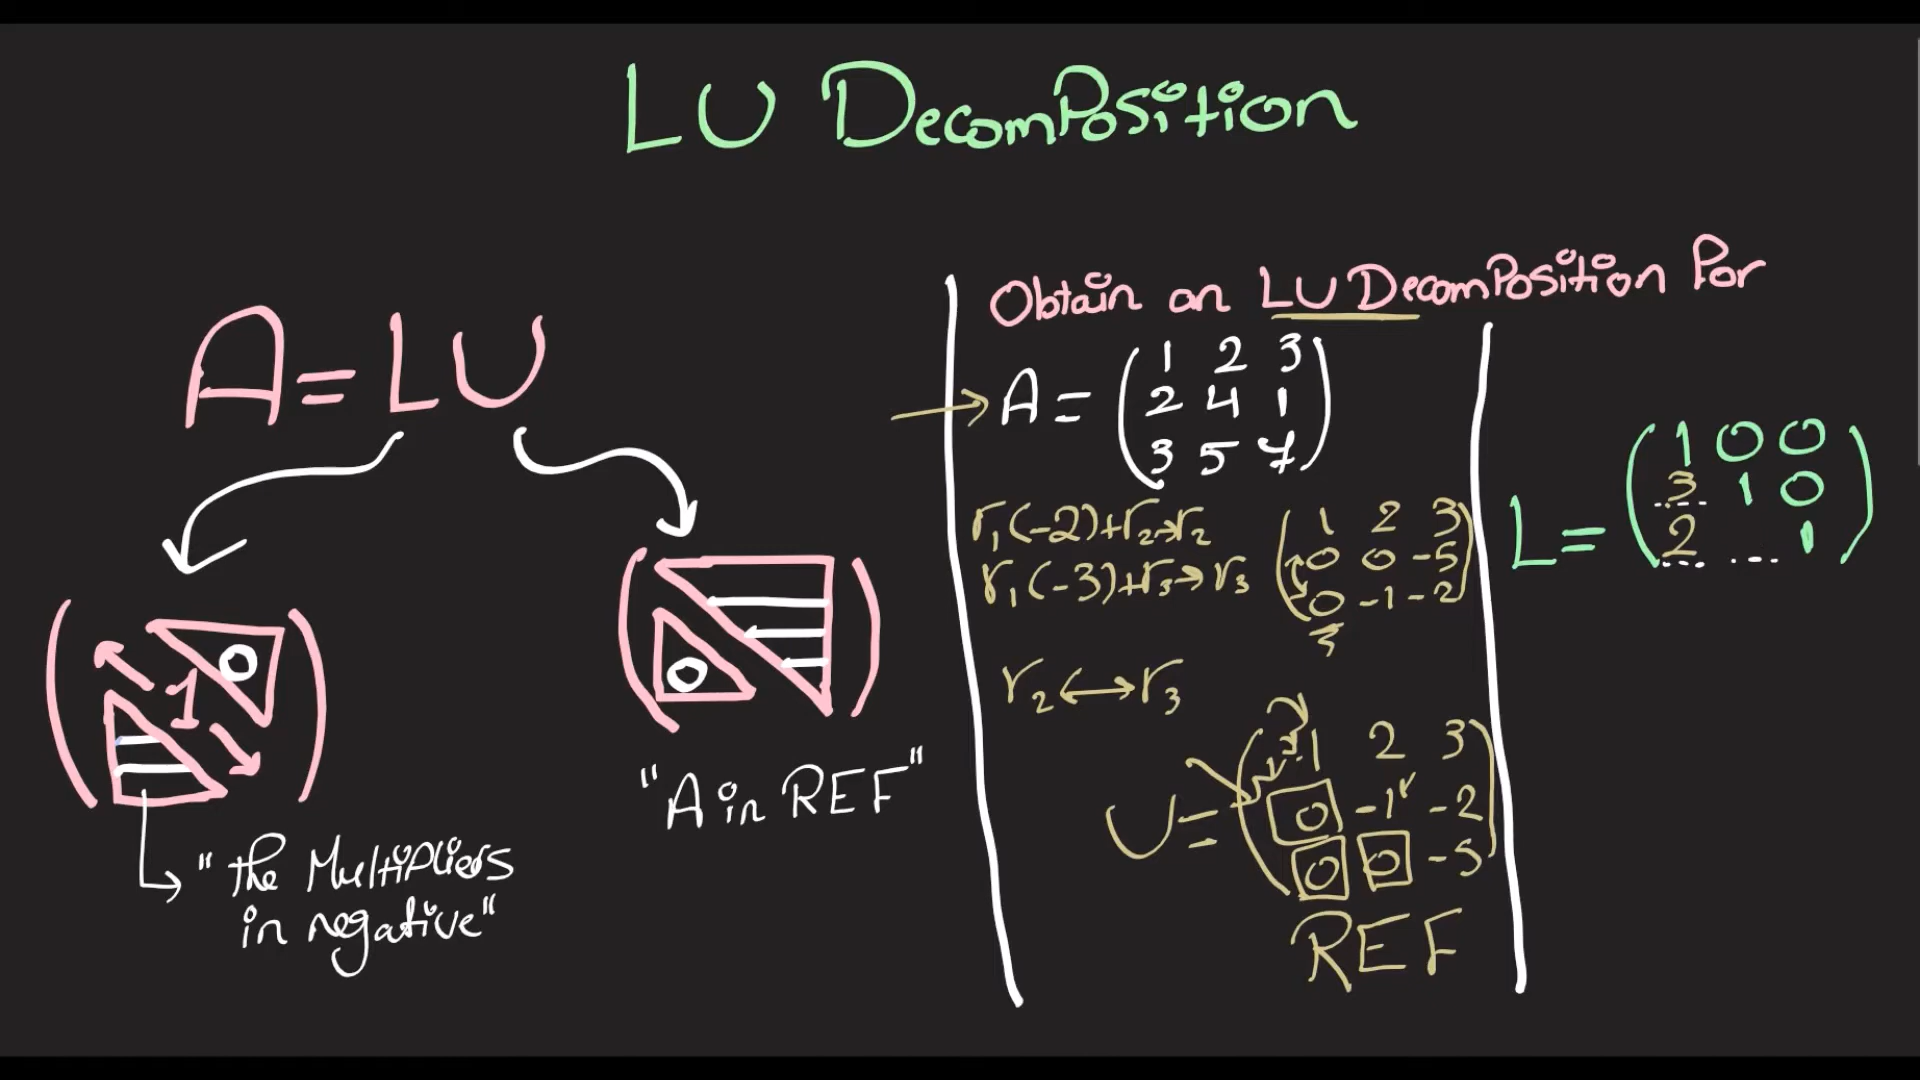 LU DecomPosition
A=LU
0
1
0
"the MultiPliers
in negative"
"A in REF"
Obtain an LU DecomPosition For
A = (1 2 3
2 4 1
3 5 7)
r₁(-2)+r₂→r₂
r₁(-3)+r₃→r₃
(1 2 3
0 0 -5
0 -1 -2)
r₂↔r₃
U = (1 2 3
0 -1 -2
0 0 -5)
REF
L = (1 0 0
3 1 0
2 ... 1)